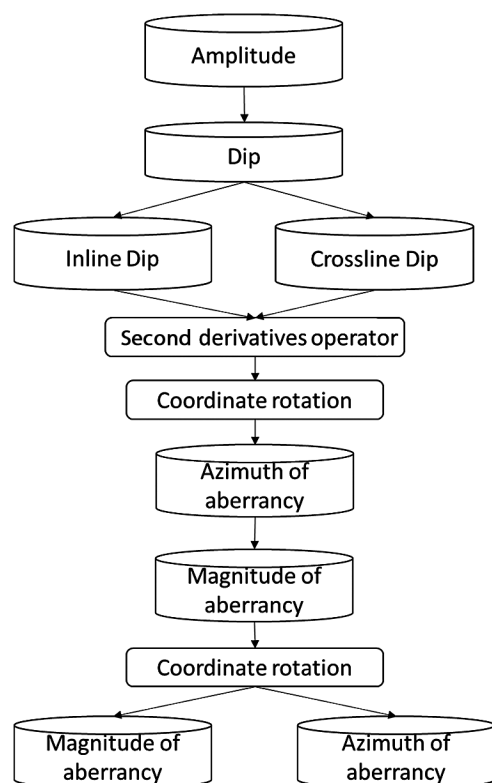 Amplitude
Dip
Inline Dip
Crossline Dip
Second derivatives operator
Coordinate rotation
Azimuth of
aberrancy
Magnitude of
aberrancy
Coordinate rotation
Magnitude of
aberrancy
Azimuth of
aberrancy